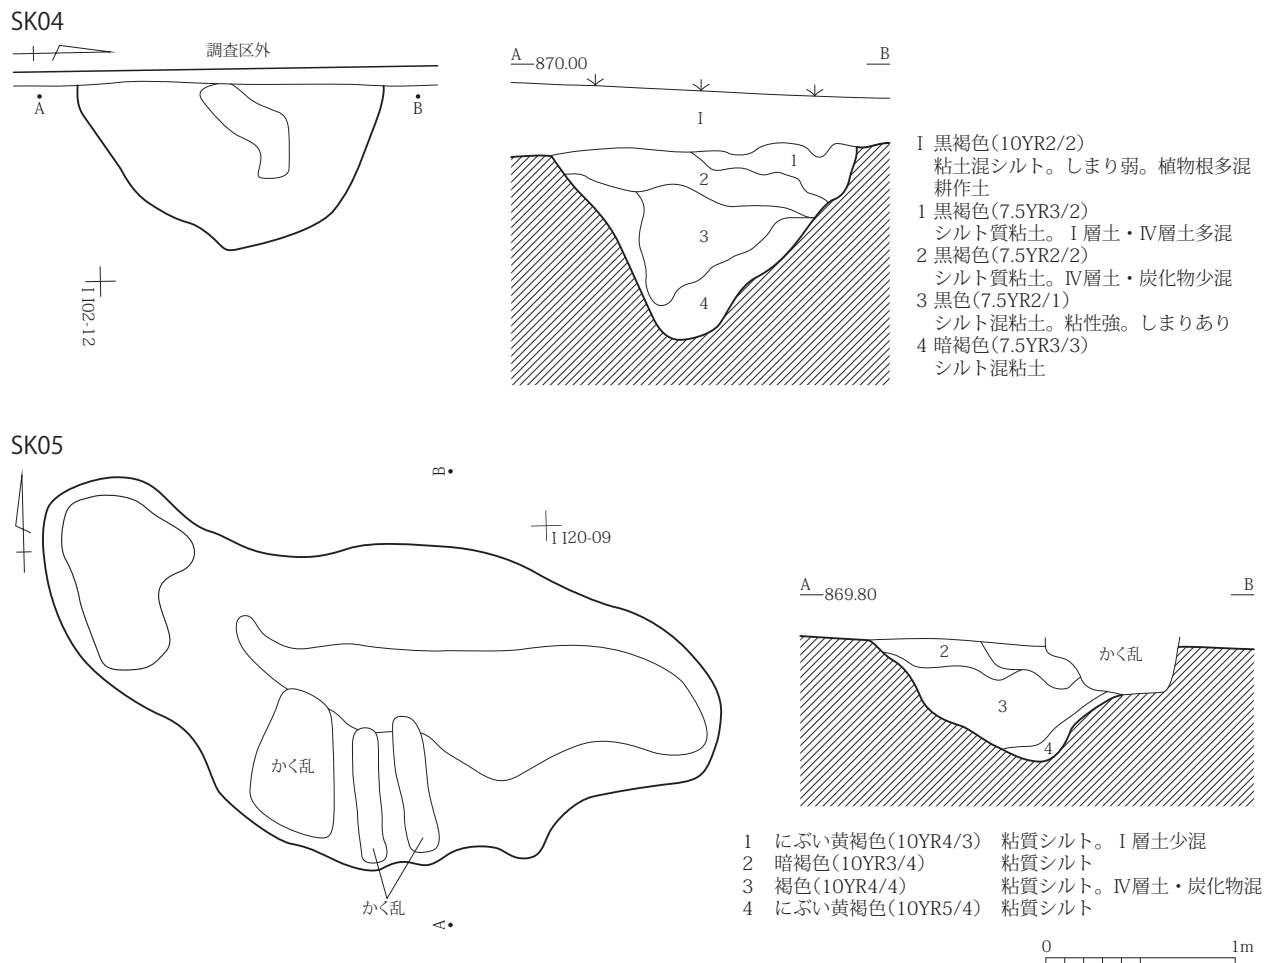 SK04
調査区外
A
B
I I02-12
A
870.00
B
I
1
2
3
4
I 黒褐色(10YR2/2)
粘土混シルト。しまり弱。植物根多混
耕作土
1 黒褐色(7.5YR3/2)
シルト質粘土。I層土・Ⅳ層土多混
2 黒褐色(7.5YR2/2)
シルト質粘土。Ⅳ層土・炭化物少混
3 黒色(7.5YR2/1)
シルト混粘土。粘性強。しまりあり
4 暗褐色(7.5YR3/3)
シルト混粘土
SK05
B
I I20-09
かく乱
かく乱
A
A
869.80
B
かく乱
2
3
4
1 にぶい黄褐色(10YR4/3) 粘質シルト。I層土少混
2 暗褐色(10YR3/4) 粘質シルト
3 褐色(10YR4/4) 粘質シルト。Ⅳ層土・炭化物混
4 にぶい黄褐色(10YR5/4) 粘質シルト
0 1m